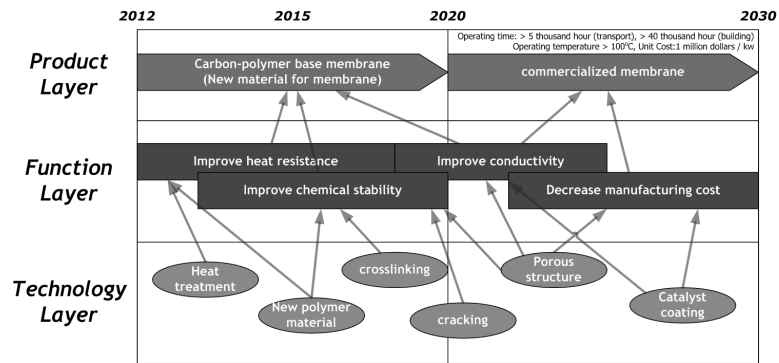 2012 2015 2020 2030
Operating time: > 5 thousand hour (transport), > 40 thousand hour (building)
Operating temperature > 100°C, Unit Cost:1 million dollars / kw
Product
Layer
Carbon-polymer base membrane
(New material for membrane)
commercialized membrane
Function
Layer
Improve heat resistance
Improve conductivity
Improve chemical stability
Decrease manufacturing cost
Technology
Layer
Heat
treatment
crosslinking
Porous
structure
New polymer
material
cracking
Catalyst
coating